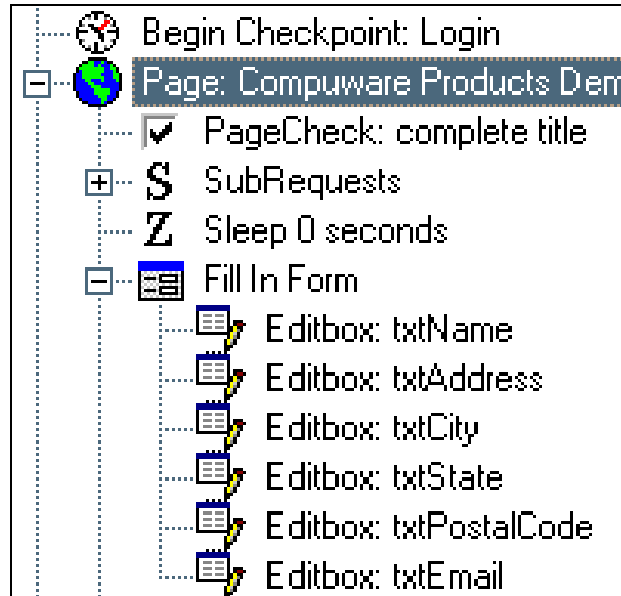 Begin Checkpoint: Login
Page: Compuware Products Dem
PageCheck: complete title
S SubRequests
Z Sleep 0 seconds
Fill In Form
Editbox: txtName
Editbox: txtAddress
Editbox: txtCity
Editbox: txtState
Editbox: txtPostalCode
Editbox: txtEmail